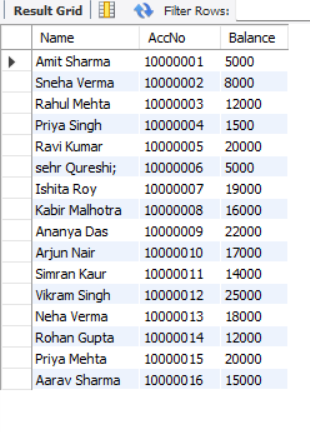 Result Grid Filter Rows:
Name AccNo Balance
Amit Sharma 10000001 5000
Sneha Verma 10000002 8000
Rahul Mehta 10000003 12000
Priya Singh 10000004 1500
Ravi Kumar 10000005 20000
sehr Qureshi; 10000006 5000
Ishita Roy 10000007 19000
Kabir Malhotra 10000008 16000
Ananya Das 10000009 22000
Arjun Nair 10000010 17000
Simran Kaur 10000011 14000
Vikram Singh 10000012 25000
Neha Verma 10000013 18000
Rohan Gupta 10000014 12000
Priya Mehta 10000015 20000
Aarav Sharma 10000016 15000